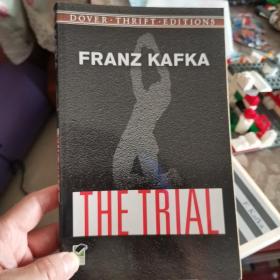 DOVER · THRIFT · EDITIONS
FRANZ KAFKA
THE TRIAL